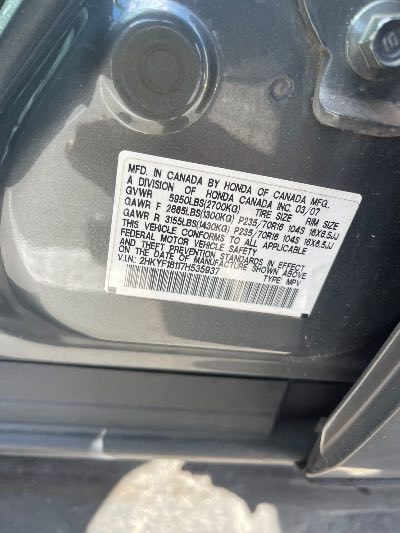 MFD. IN CANADA BY HONDA OF CANADA MFG.
A DIVISION OF HONDA CANADA INC. 03/07
GVWR 5950LBS(2700KG) TIRE SIZE RIM SIZE
GAWR F 2865LBS(1300KG) P235/70R16 104S 16X6.5JJ
GAWR R 3155LBS(1430KG) P235/70R16 104S 16X6.5JJ
THIS VEHICLE CONFORMS TO ALL APPLICABLE
FEDERAL MOTOR VEHICLE SAFETY
AND THEFT PREVENTION STANDARDS IN EFFECT
ON THE DATE OF MANUFACTURE SHOWN ABOVE
V.I.N.: 2HKYF18117H535937 TYPE: MPV